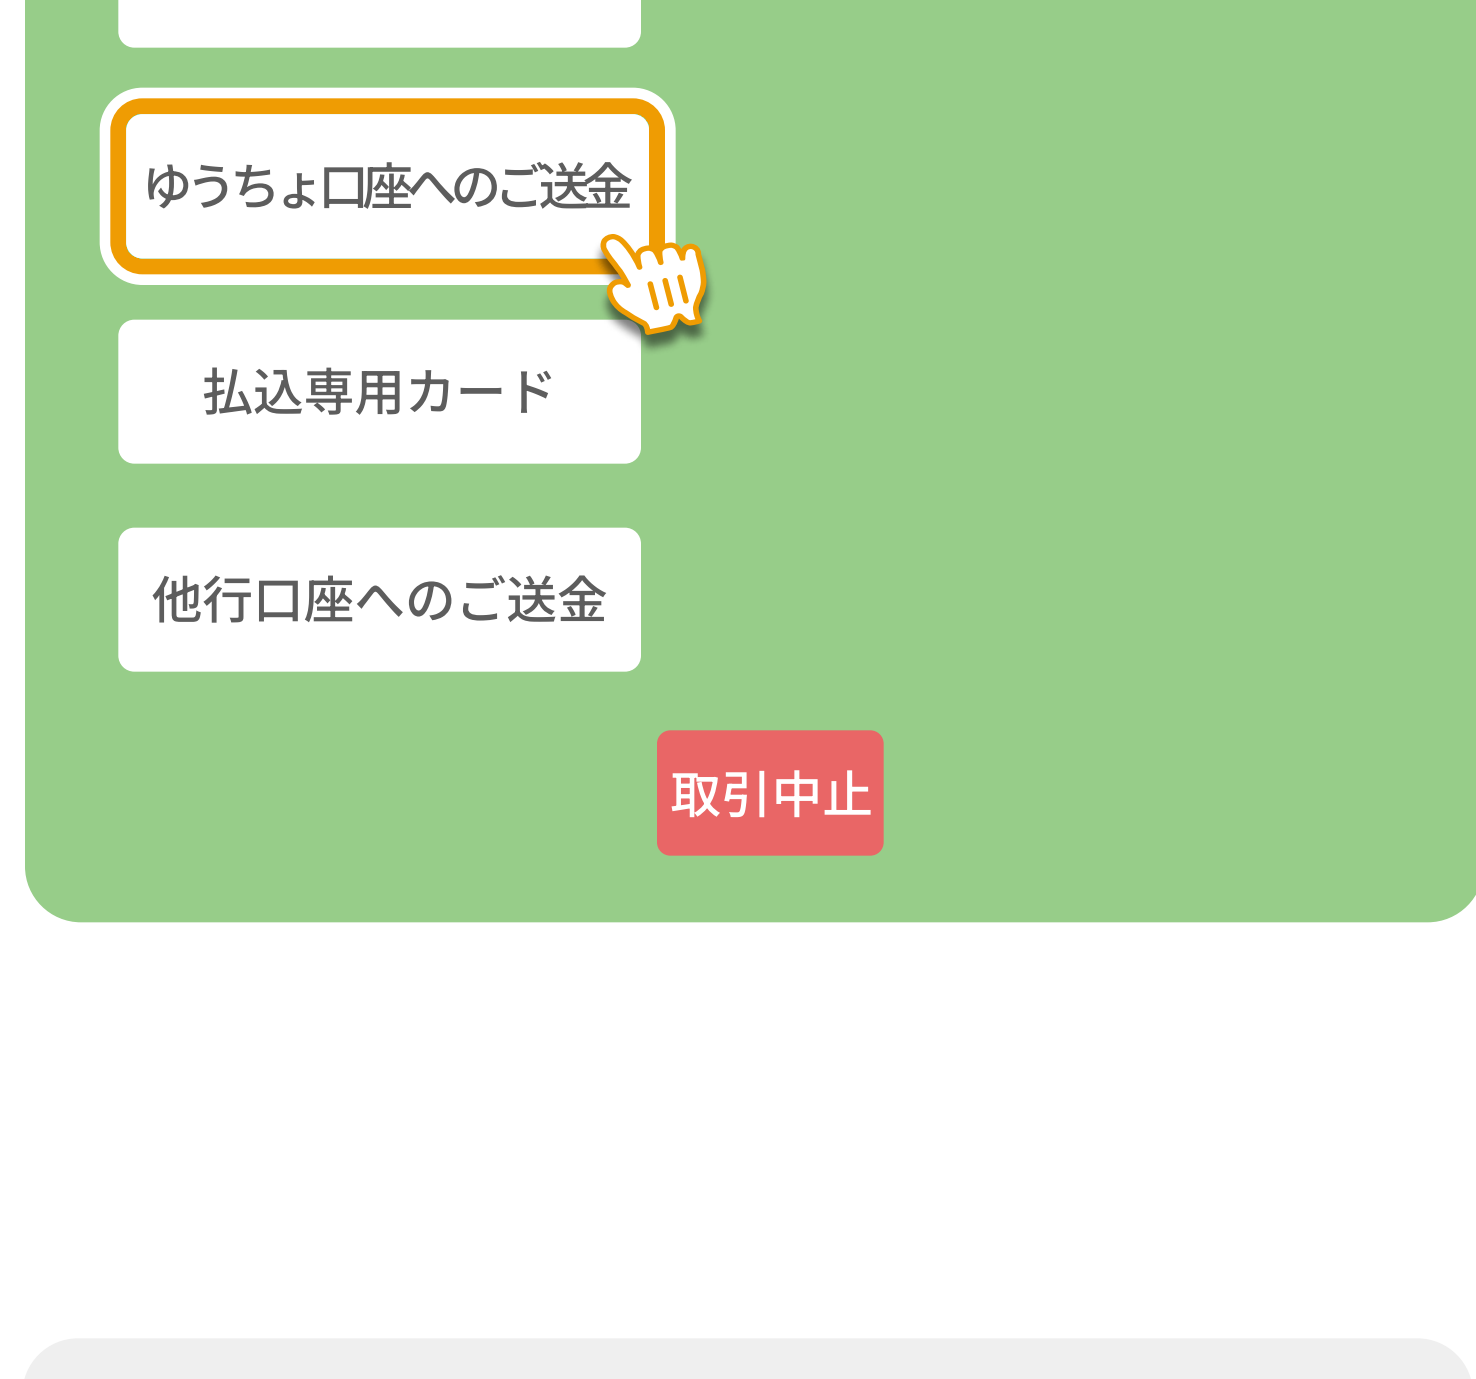 ゆうちょ口座へのご送金
払込専用カード
他行口座へのご送金
取引中止